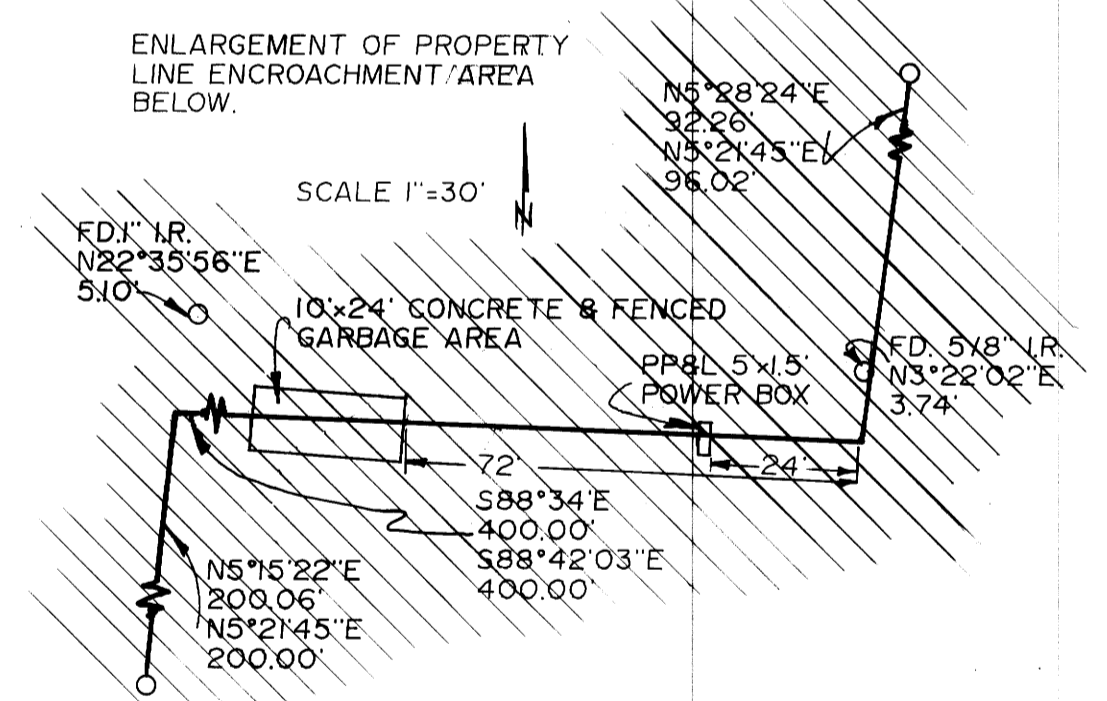 ENLARGEMENT OF PROPERTY
LINE ENCROACHMENT AREA
BELOW.
SCALE 1"=30'
N
N5°28'24"E
92.26'
N5°21'45"E
96.02'
FD.1" I.R.
N22°35'56"E
5.10'
10'x24' CONCRETE & FENCED
GARBAGE AREA
PP&L 5'x1.5'
POWER BOX
FD. 5/8" I.R.
N3°22'02"E
3.74'
72'
24'
S88°34'E
400.00'
S88°42'03"E
400.00'
N5°15'22"E
200.06'
N5°21'45"E
200.00'